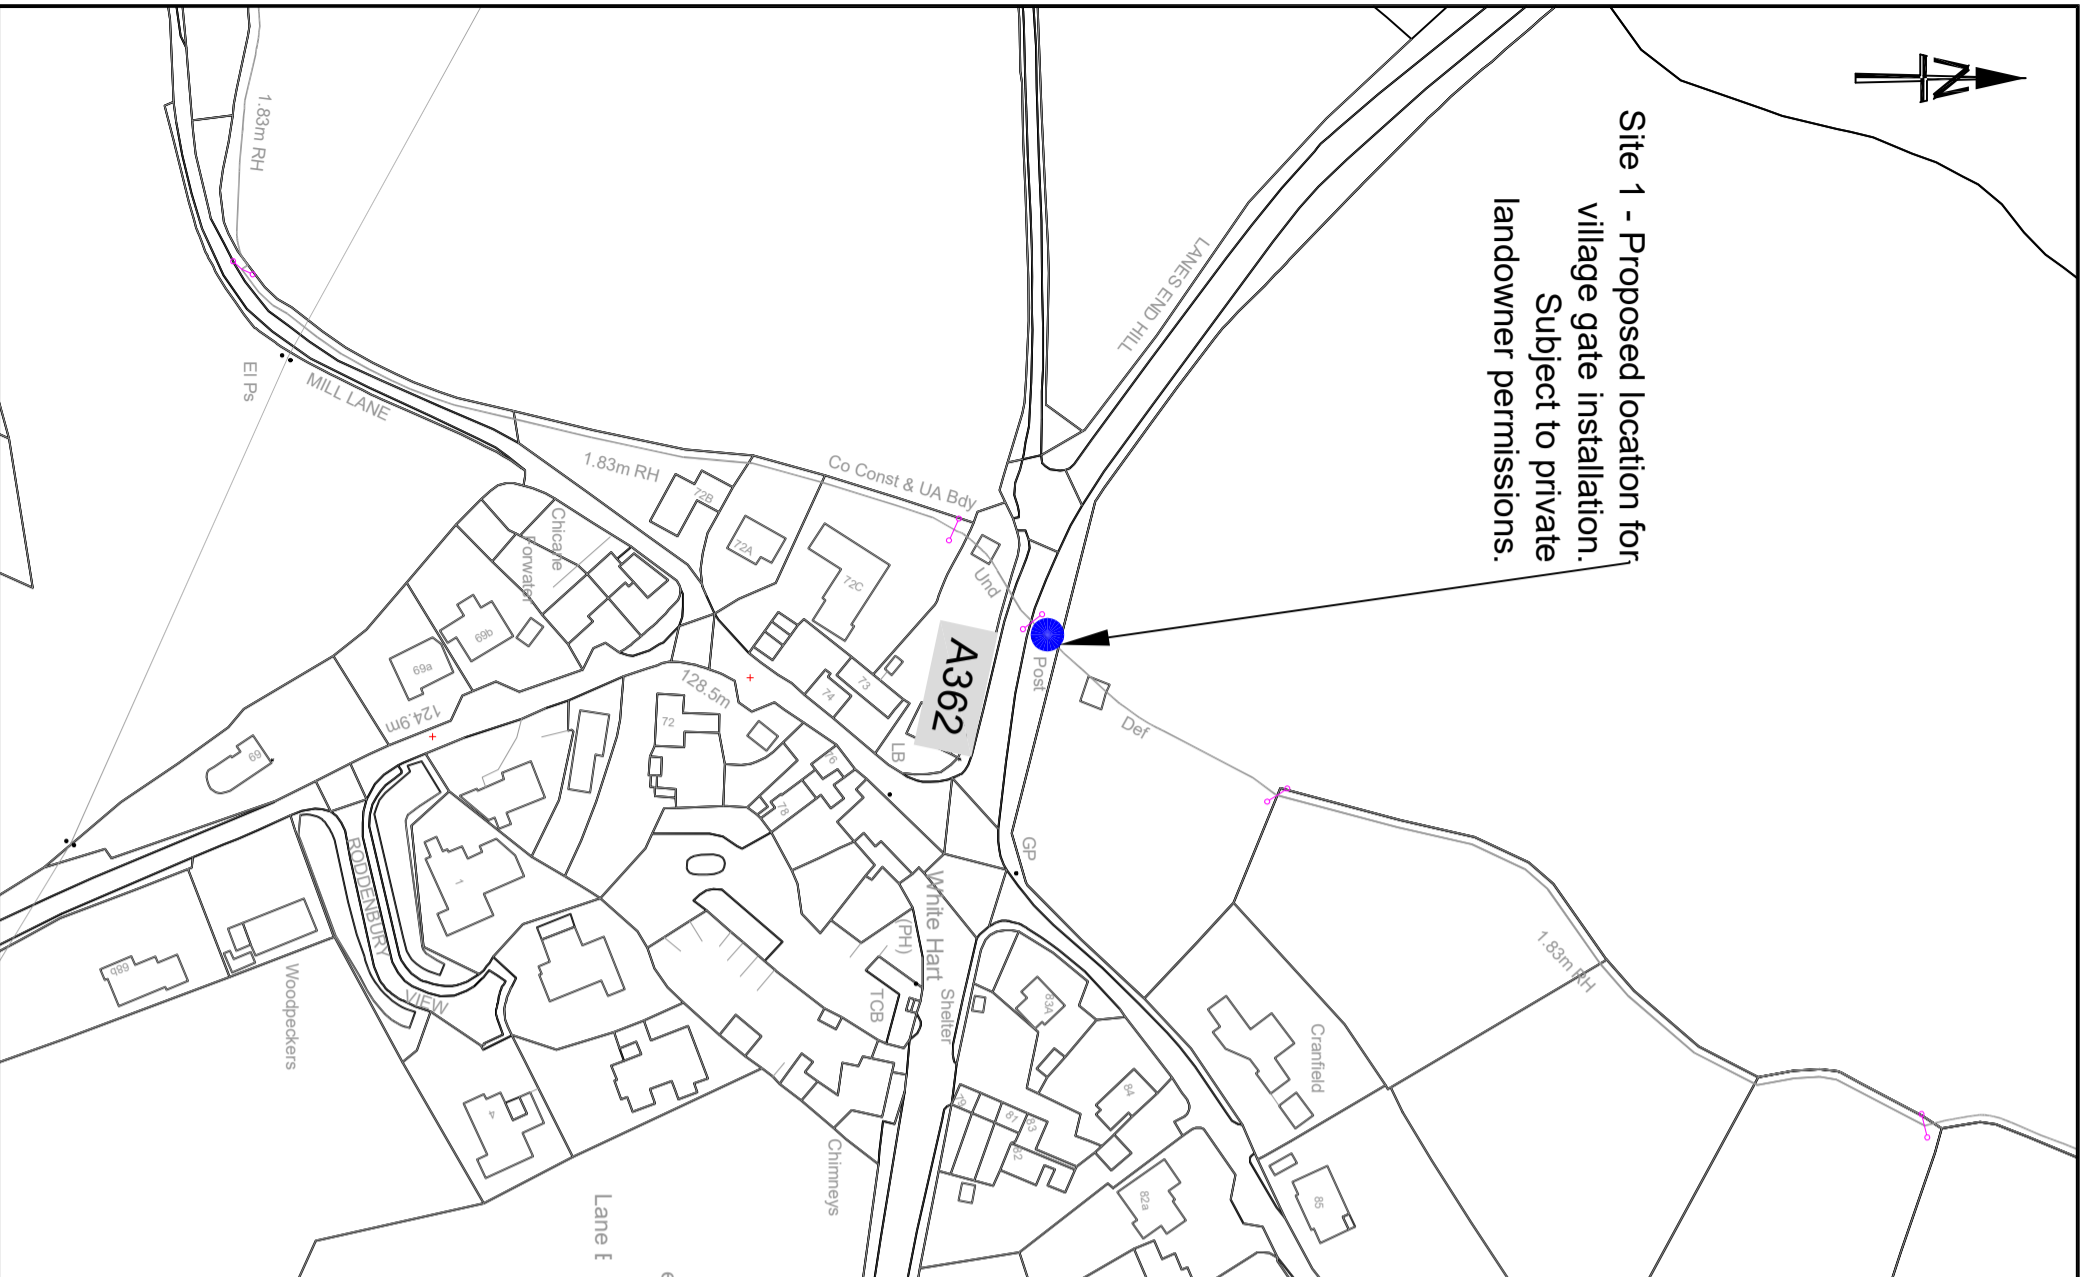 N
Site 1 - Proposed location for
village gate installation.
Subject to private
landowner permissions.
LANES END HILL
1.83m RH
El Ps
MILL LANE
1.83m RH
Co Const & UA Bdy
72B
72A
72C
Und
Post
Def
A362
Chicane
Forwater
69b
69a
124.9m
69
128.5m
72
74
73
LB
76
78
GP
White Hart
(PH)
TCB
Shelter
RODDENBURY
VIEW
1
4
Woodpeckers
68b
83A
84
79
81
83
82
82a
85
Cranfield
1.83m RH
Chimneys
Lane E